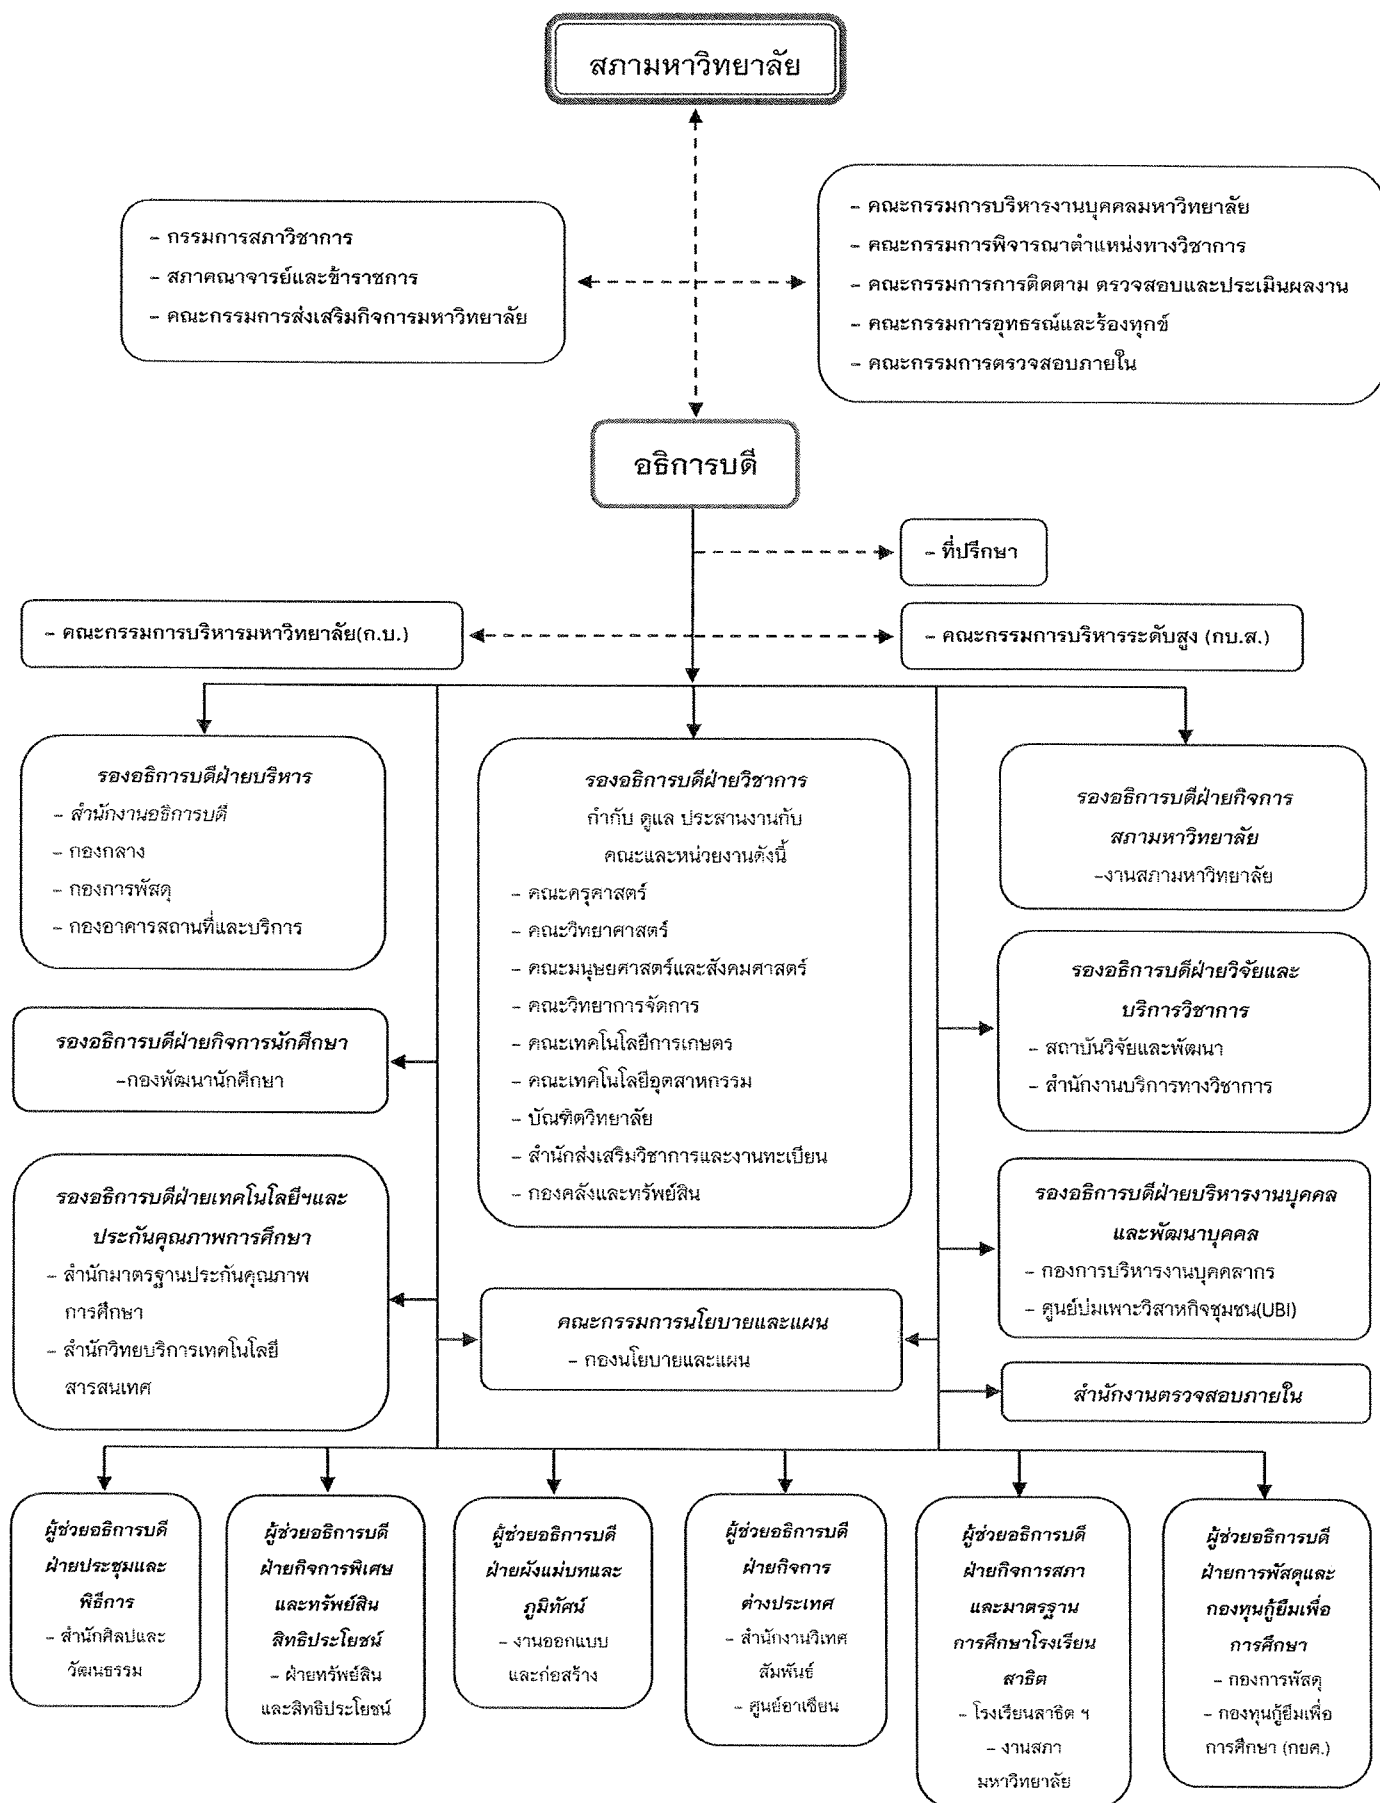 สภามหาวิทยาลัย
– กรรมการสภาวิชาการ
– สภาคณาจารย์และข้าราชการ
– คณะกรรมการส่งเสริมกิจการมหาวิทยาลัย
– คณะกรรมการบริหารงานบุคคลมหาวิทยาลัย
– คณะกรรมการพิจารณาตำแหน่งทางวิชาการ
– คณะกรรมการการติดตาม ตรวจสอบและประเมินผลงาน
– คณะกรรมการอุทธรณ์และร้องทุกข์
– คณะกรรมการตรวจสอบภายใน
อธิการบดี
– ที่ปรึกษา
– คณะกรรมการบริหารมหาวิทยาลัย(ก.บ.)
– คณะกรรมการบริหารระดับสูง (กบ.ส.)
รองอธิการบดีฝ่ายบริหาร
– สำนักงานอธิการบดี
– กองกลาง
– กองการพัสดุ
– กองอาคารสถานที่และบริการ
รองอธิการบดีฝ่ายวิชาการ
กำกับ ดูแล ประสานงานกับ
คณะและหน่วยงานดังนี้
– คณะครุศาสตร์
– คณะวิทยาศาสตร์
– คณะมนุษยศาสตร์และสังคมศาสตร์
– คณะวิทยาการจัดการ
– คณะเทคโนโลยีการเกษตร
– คณะเทคโนโลยีอุตสาหกรรม
– บัณฑิตวิทยาลัย
– สำนักส่งเสริมวิชาการและงานทะเบียน
– กองคลังและทรัพย์สิน
รองอธิการบดีฝ่ายกิจการ
สภามหาวิทยาลัย
–งานสภามหาวิทยาลัย
รองอธิการบดีฝ่ายวิจัยและ
บริการวิชาการ
– สถาบันวิจัยและพัฒนา
– สำนักงานบริการทางวิชาการ
รองอธิการบดีฝ่ายกิจการนักศึกษา
–กองพัฒนานักศึกษา
รองอธิการบดีฝ่ายเทคโนโลยีฯและ
ประกันคุณภาพการศึกษา
– สำนักมาตรฐานประกันคุณภาพ
การศึกษา
– สำนักวิทยบริการเทคโนโลยี
สารสนเทศ
รองอธิการบดีฝ่ายบริหารงานบุคคล
และพัฒนาบุคคล
– กองการบริหารงานบุคคลากร
– ศูนย์บ่มเพาะวิสาหกิจชุมชน(UBI)
คณะกรรมการนโยบายและแผน
– กองนโยบายและแผน
สำนักงานตรวจสอบภายใน
ผู้ช่วยอธิการบดี
ฝ่ายประชุมและ
พิธีการ
– สำนักศิลปและ
วัฒนธรรม
ผู้ช่วยอธิการบดี
ฝ่ายกิจการพิเศษ
และทรัพย์สิน
สิทธิประโยชน์
– ฝ่ายทรัพย์สิน
และสิทธิประโยชน์
ผู้ช่วยอธิการบดี
ฝ่ายผังแม่บทและ
ภูมิทัศน์
– งานออกแบบ
และก่อสร้าง
ผู้ช่วยอธิการบดี
ฝ่ายกิจการ
ต่างประเทศ
– สำนักงานวิเทศ
สัมพันธ์
– ศูนย์อาเซียน
ผู้ช่วยอธิการบดี
ฝ่ายกิจการสภา
และมาตรฐาน
การศึกษาโรงเรียน
สาธิต
– โรงเรียนสาธิต ฯ
– งานสภา
มหาวิทยาลัย
ผู้ช่วยอธิการบดี
ฝ่ายการพัสดุและ
กองทุนกู้ยืมเพื่อ
การศึกษา
– กองการพัสดุ
– กองทุนกู้ยืมเพื่อ
การศึกษา (กยศ.)